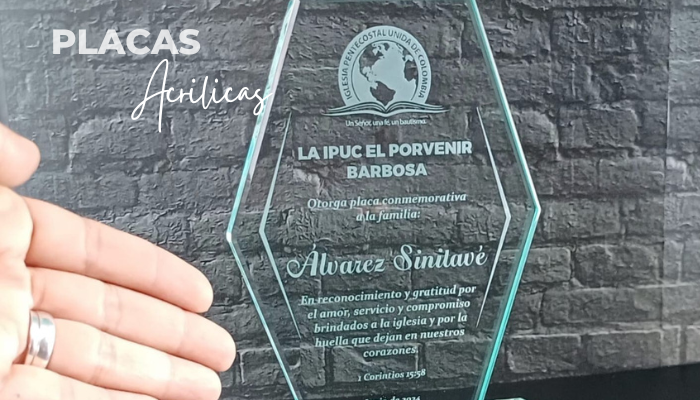 PLACAS
Acrilicas
IGLESIA PENTECOSTAL UNIDA DE COLOMBIA
Un Señor, una fe, un bautismo.
LA IPUC EL PORVENIR
BARBOSA
Otorga placa conmemorativa
a la familia:
Álvarez Sinitavé
En reconocimiento y gratitud por
el amor, servicio y compromiso
brindados a la iglesia y por la
huella que dejan en nuestros
corazones.
1 Corintios 15:58
2024